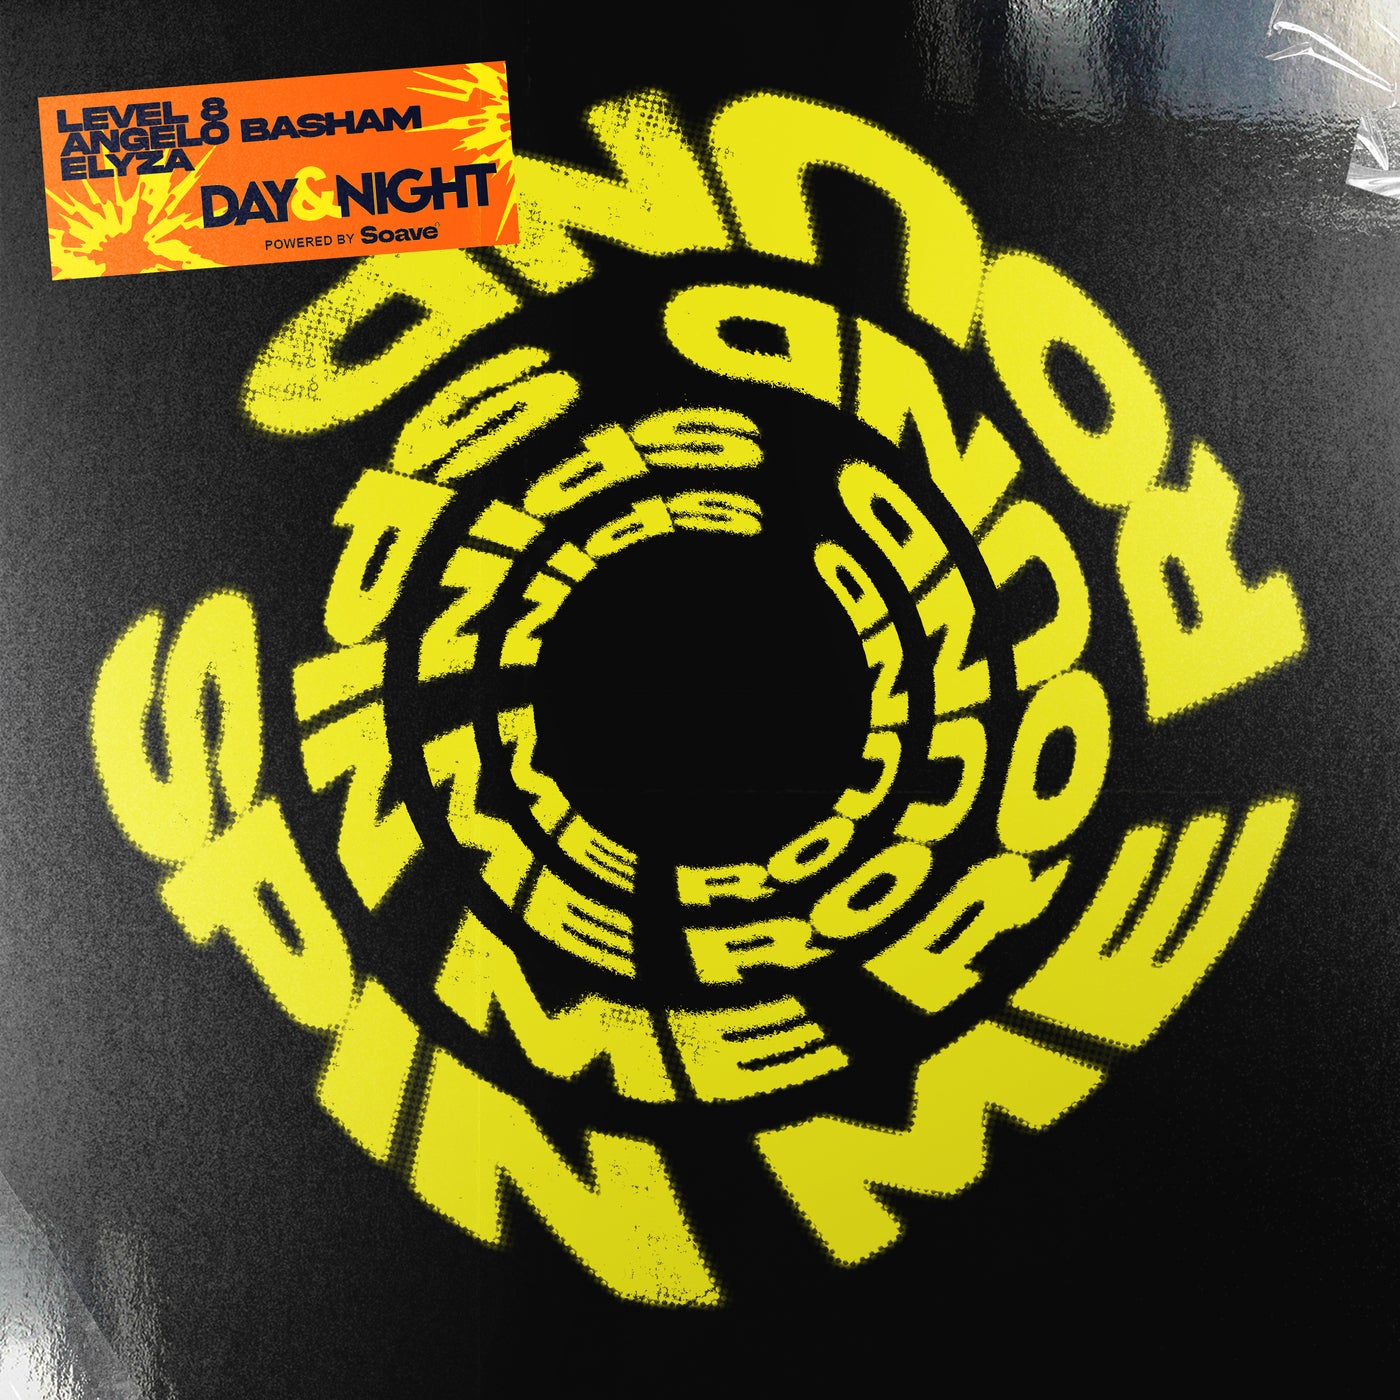 LEVEL 8
ANGELO BASHAM
ELYZA
DAY&NIGHT
POWERED BY Soave
SPIN ME ROUND
SPIN ME ROUND
SPIN ME ROUND
SPIN ME ROUND